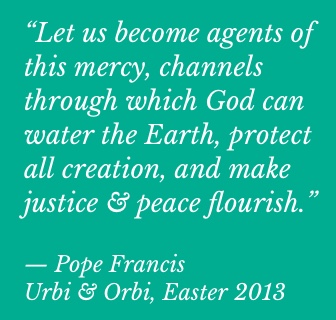 “Let us become agents of
this mercy, channels
through which God can
water the Earth, protect
all creation, and make
justice & peace flourish.”
— Pope Francis
Urbi & Orbi, Easter 2013